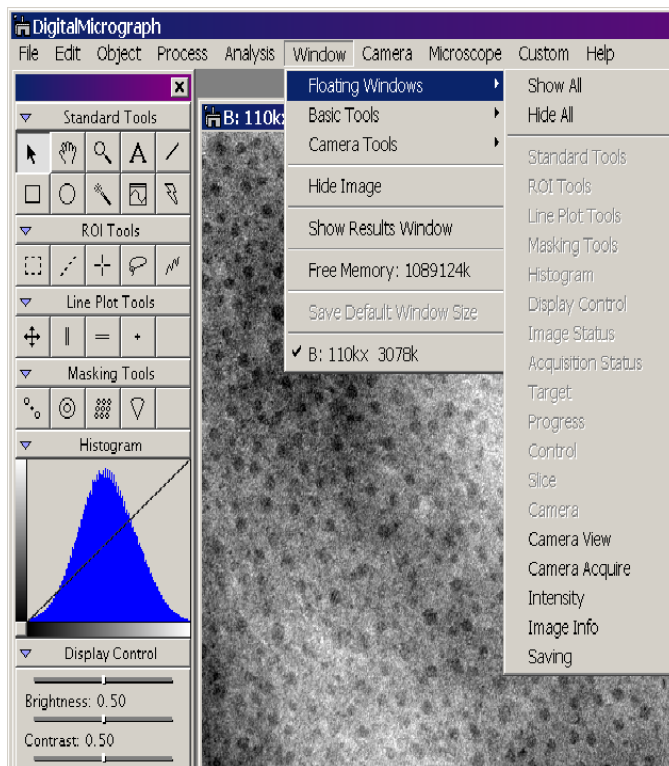 DigitalMicrograph
File Edit Object Process Analysis Window Camera Microscope Custom Help
Standard Tools
A
ROI Tools
Line Plot Tools
Masking Tools
Histogram
Display Control
Brightness: 0.50
Contrast: 0.50
B: 110kx
Floating Windows
Basic Tools
Camera Tools
Hide Image
Show Results Window
Free Memory: 1089124k
Save Default Window Size
✓ B: 110kx 3078k
Show All
Hide All
Standard Tools
ROI Tools
Line Plot Tools
Masking Tools
Histogram
Display Control
Image Status
Acquisition Status
Target
Progress
Control
Slice
Camera
Camera View
Camera Acquire
Intensity
Image Info
Saving